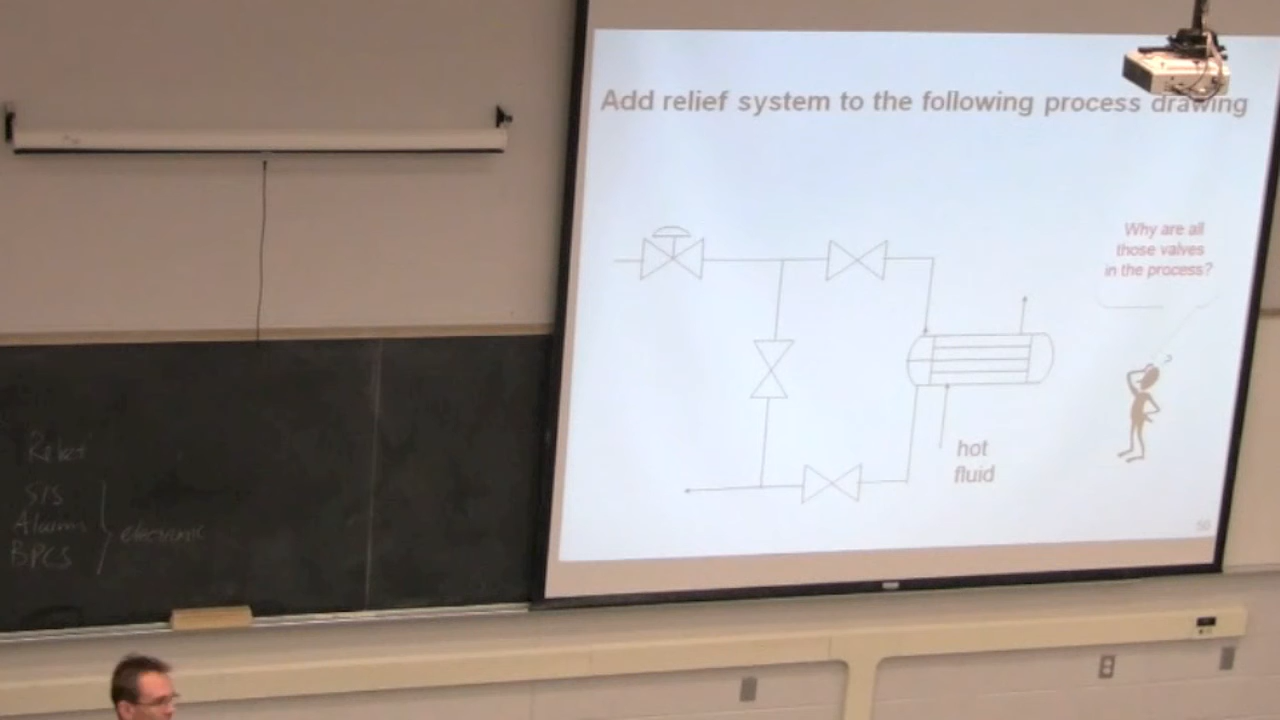 Add relief system to the following process drawing
Why are all
those valves
in the process?
hot
fluid
50
Relief
SIS
Alarm
electronic
BPCS